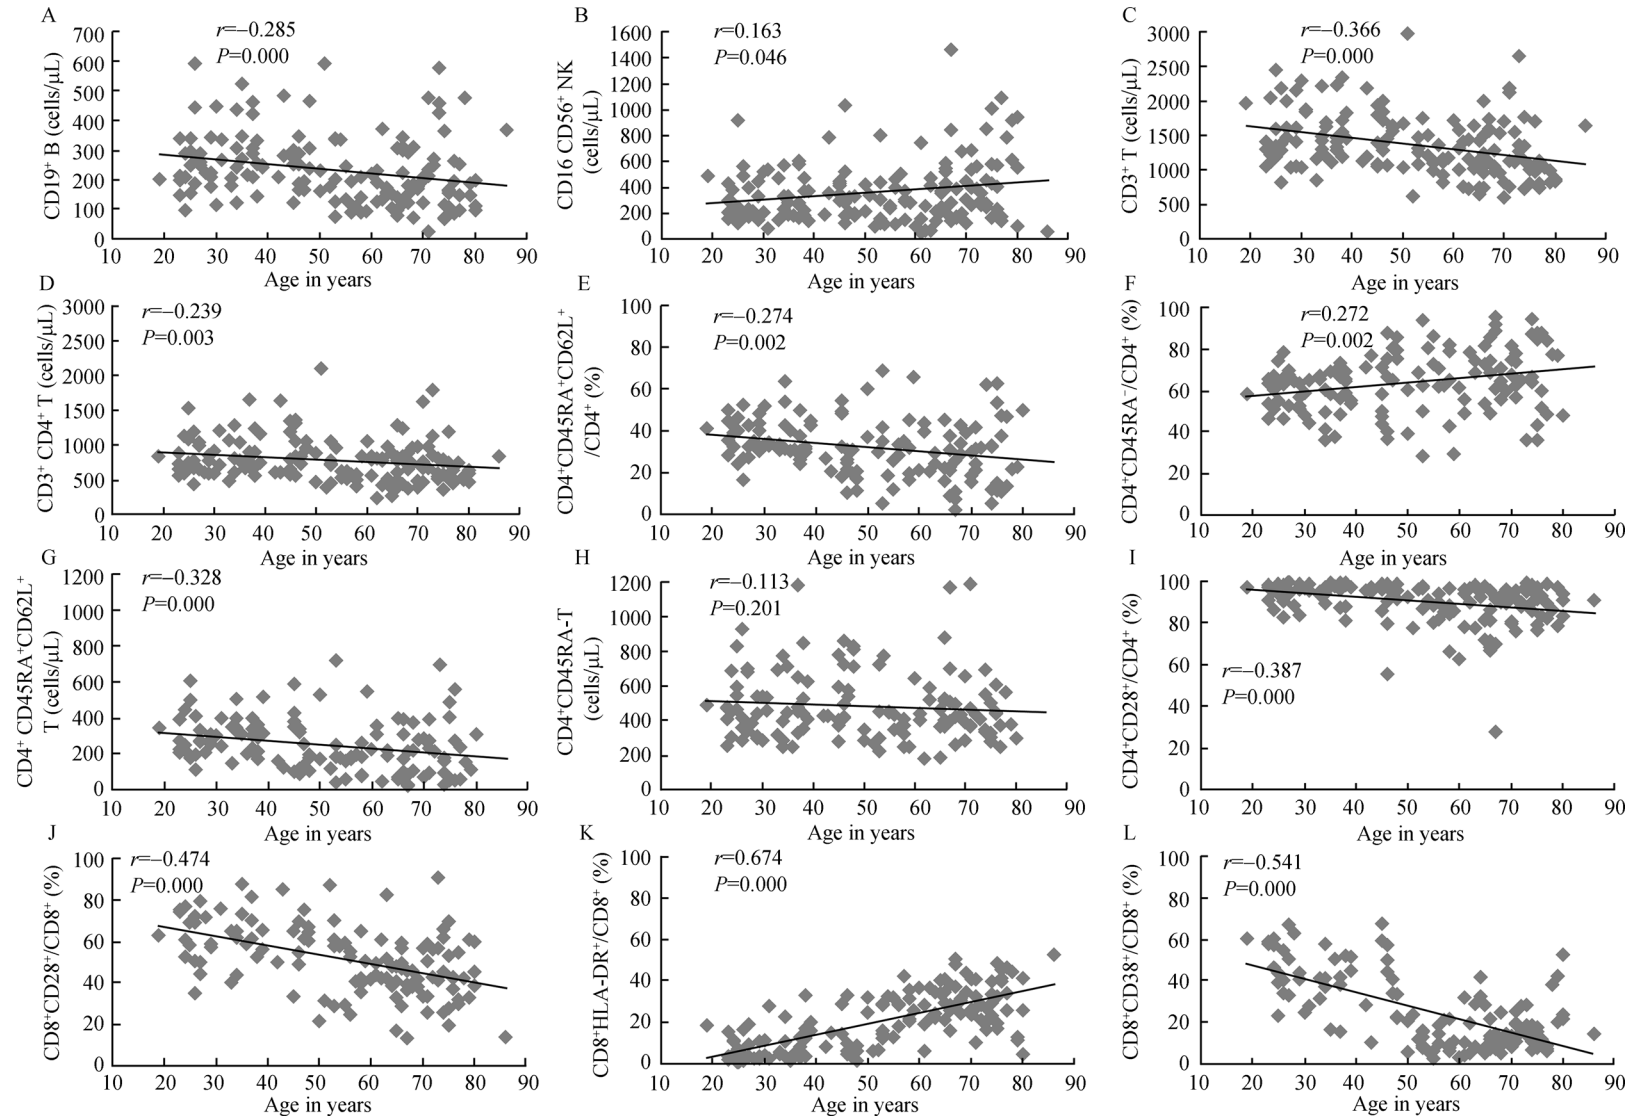 A
r=−0.285
P=0.000
CD19⁺ B (cells/μL)
700
600
500
400
300
200
100
0
10 20 30 40 50 60 70 80 90
Age in years
B
r=0.163
P=0.046
CD16 CD56⁺ NK
(cells/μL)
1600
1400
1200
1000
800
600
400
200
0
10 20 30 40 50 60 70 80 90
Age in years
C
r=−0.366
P=0.000
CD3⁺ T (cells/μL)
3000
2500
2000
1500
1000
500
0
10 20 30 40 50 60 70 80 90
Age in years
D
r=−0.239
P=0.003
CD3⁺ CD4⁺ T (cells/μL)
3000
2500
2000
1500
1000
500
0
10 20 30 40 50 60 70 80 90
Age in years
E
r=−0.274
P=0.002
CD4⁺CD45RA⁺CD62L⁺
/CD4⁺ (%)
100
80
60
40
20
0
10 20 30 40 50 60 70 80 90
Age in years
F
r=0.272
P=0.002
CD4⁺CD45RA⁻/CD4⁺ (%)
100
80
60
40
20
0
10 20 30 40 50 60 70 80 90
Age in years
G
r=−0.328
P=0.000
CD4⁺ CD45RA⁺CD62L⁺
T (cells/μL)
1200
1000
800
600
400
200
0
10 20 30 40 50 60 70 80 90
Age in years
H
r=−0.113
P=0.201
CD4⁺CD45RA-T
(cells/μL)
1200
1000
800
600
400
200
0
10 20 30 40 50 60 70 80 90
Age in years
I
r=−0.387
P=0.000
CD4⁺CD28⁺/CD4⁺ (%)
100
80
60
40
20
0
10 20 30 40 50 60 70 80 90
Age in years
J
r=−0.474
P=0.000
CD8⁺CD28⁺/CD8⁺ (%)
100
80
60
40
20
0
10 20 30 40 50 60 70 80 90
Age in years
K
r=0.674
P=0.000
CD8⁺HLA-DR⁺/CD8⁺ (%)
100
80
60
40
20
0
10 20 30 40 50 60 70 80 90
Age in years
L
r=−0.541
P=0.000
CD8⁺CD38⁺/CD8⁺ (%)
100
80
60
40
20
0
10 20 30 40 50 60 70 80 90
Age in years